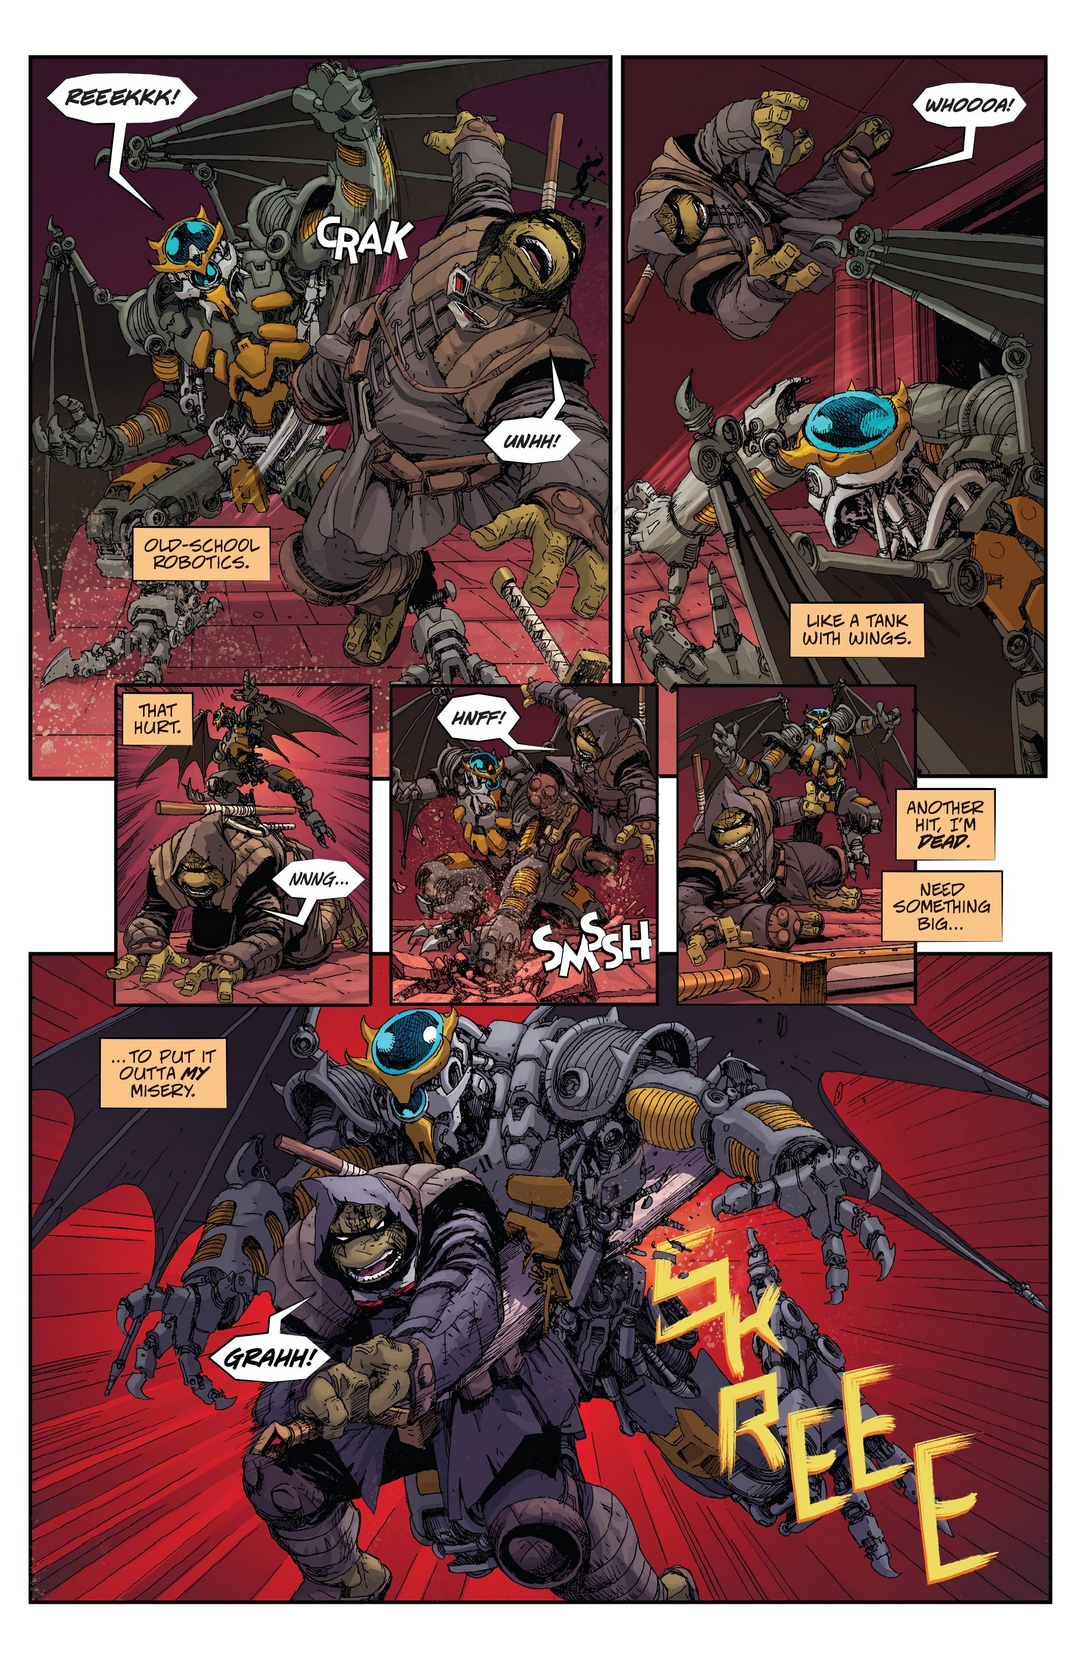 REEEKKK!
CRAK
UNHH!
OLD-SCHOOL
ROBOTICS.
WHOOOA!
LIKE A TANK
WITH WINGS.
THAT
HURT.
NNNG...
HNFF!
SMSSH
ANOTHER
HIT, I'M
DEAD.
NEED
SOMETHING
BIG...
...TO PUT IT
OUTTA MY
MISERY.
GRAHH!
SKREEEE